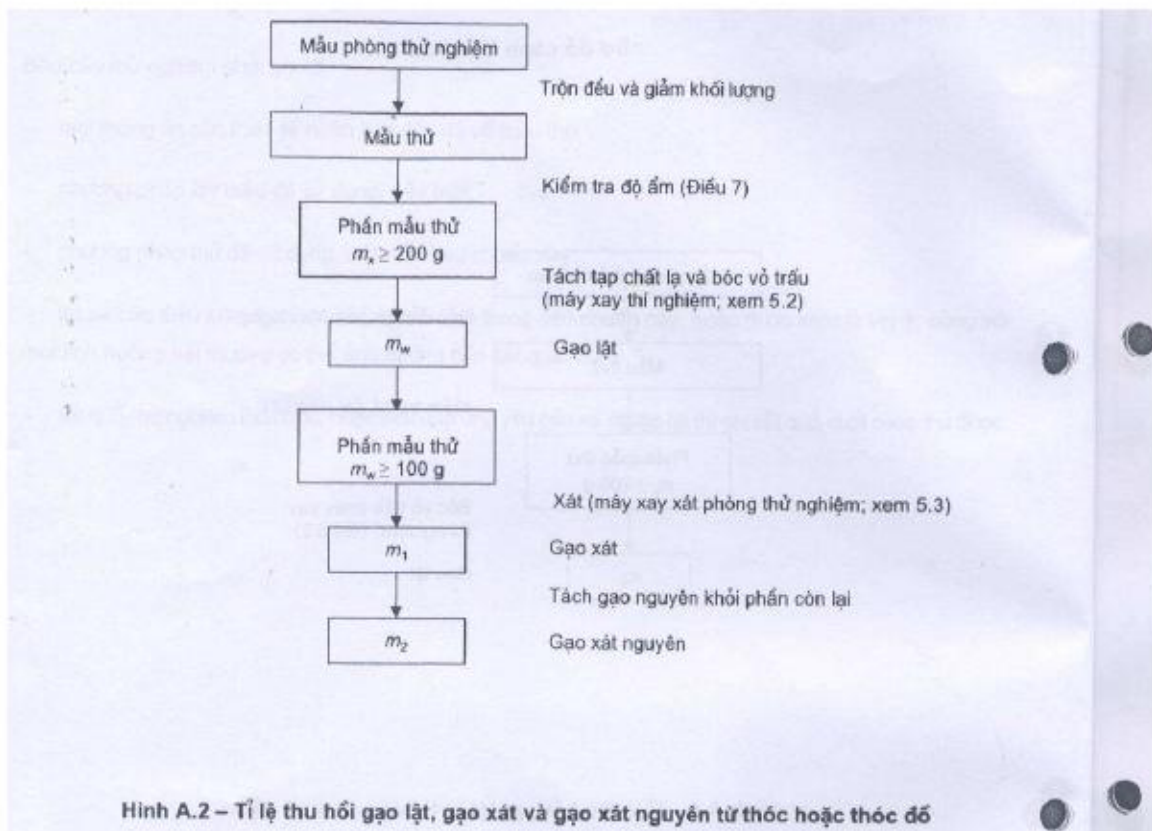 Mẫu phòng thử nghiệm
Trộn đều và giảm khối lượng
Mẫu thử
Kiểm tra độ ẩm (Điều 7)
Phần mẫu thử
mₓ ≥ 200 g
Tách tạp chất lạ và bóc vỏ trấu
(máy xay thí nghiệm; xem 5.2)
m_w
Gạo lật
Phần mẫu thử
m_w ≥ 100 g
Xát (máy xay xát phòng thử nghiệm; xem 5.3)
m₁
Gạo xát
Tách gạo nguyên khỏi phần còn lại
m₂
Gạo xát nguyên
Hình A.2 – Tỉ lệ thu hồi gạo lật, gạo xát và gạo xát nguyên từ thóc hoặc thóc đồ